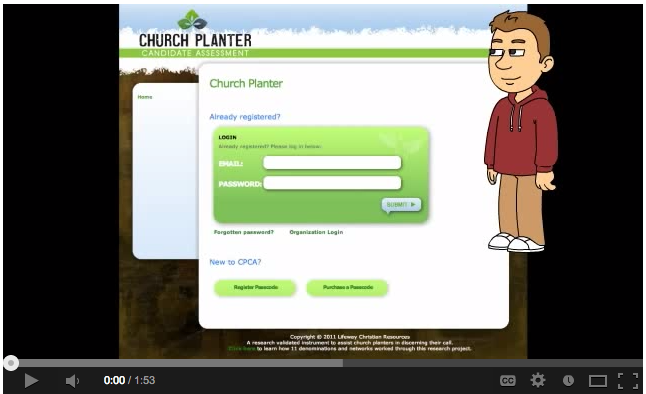 CHURCH PLANTER
CANDIDATE ASSESSMENT
Home
Church Planter
Already registered?
LOGIN
Already registered? Please log in below.
EMAIL:
PASSWORD:
SUBMIT
Forgotten password? Organization Login
New to CPCA?
Register Passcode Purchase a Passcode
Copyright © 2011 Lifeway Christian Resources
A research validated instrument to assist church planters in discerning their call.
Click here to learn how 11 denominations and networks worked through this research project.
0:00 / 1:53 CC